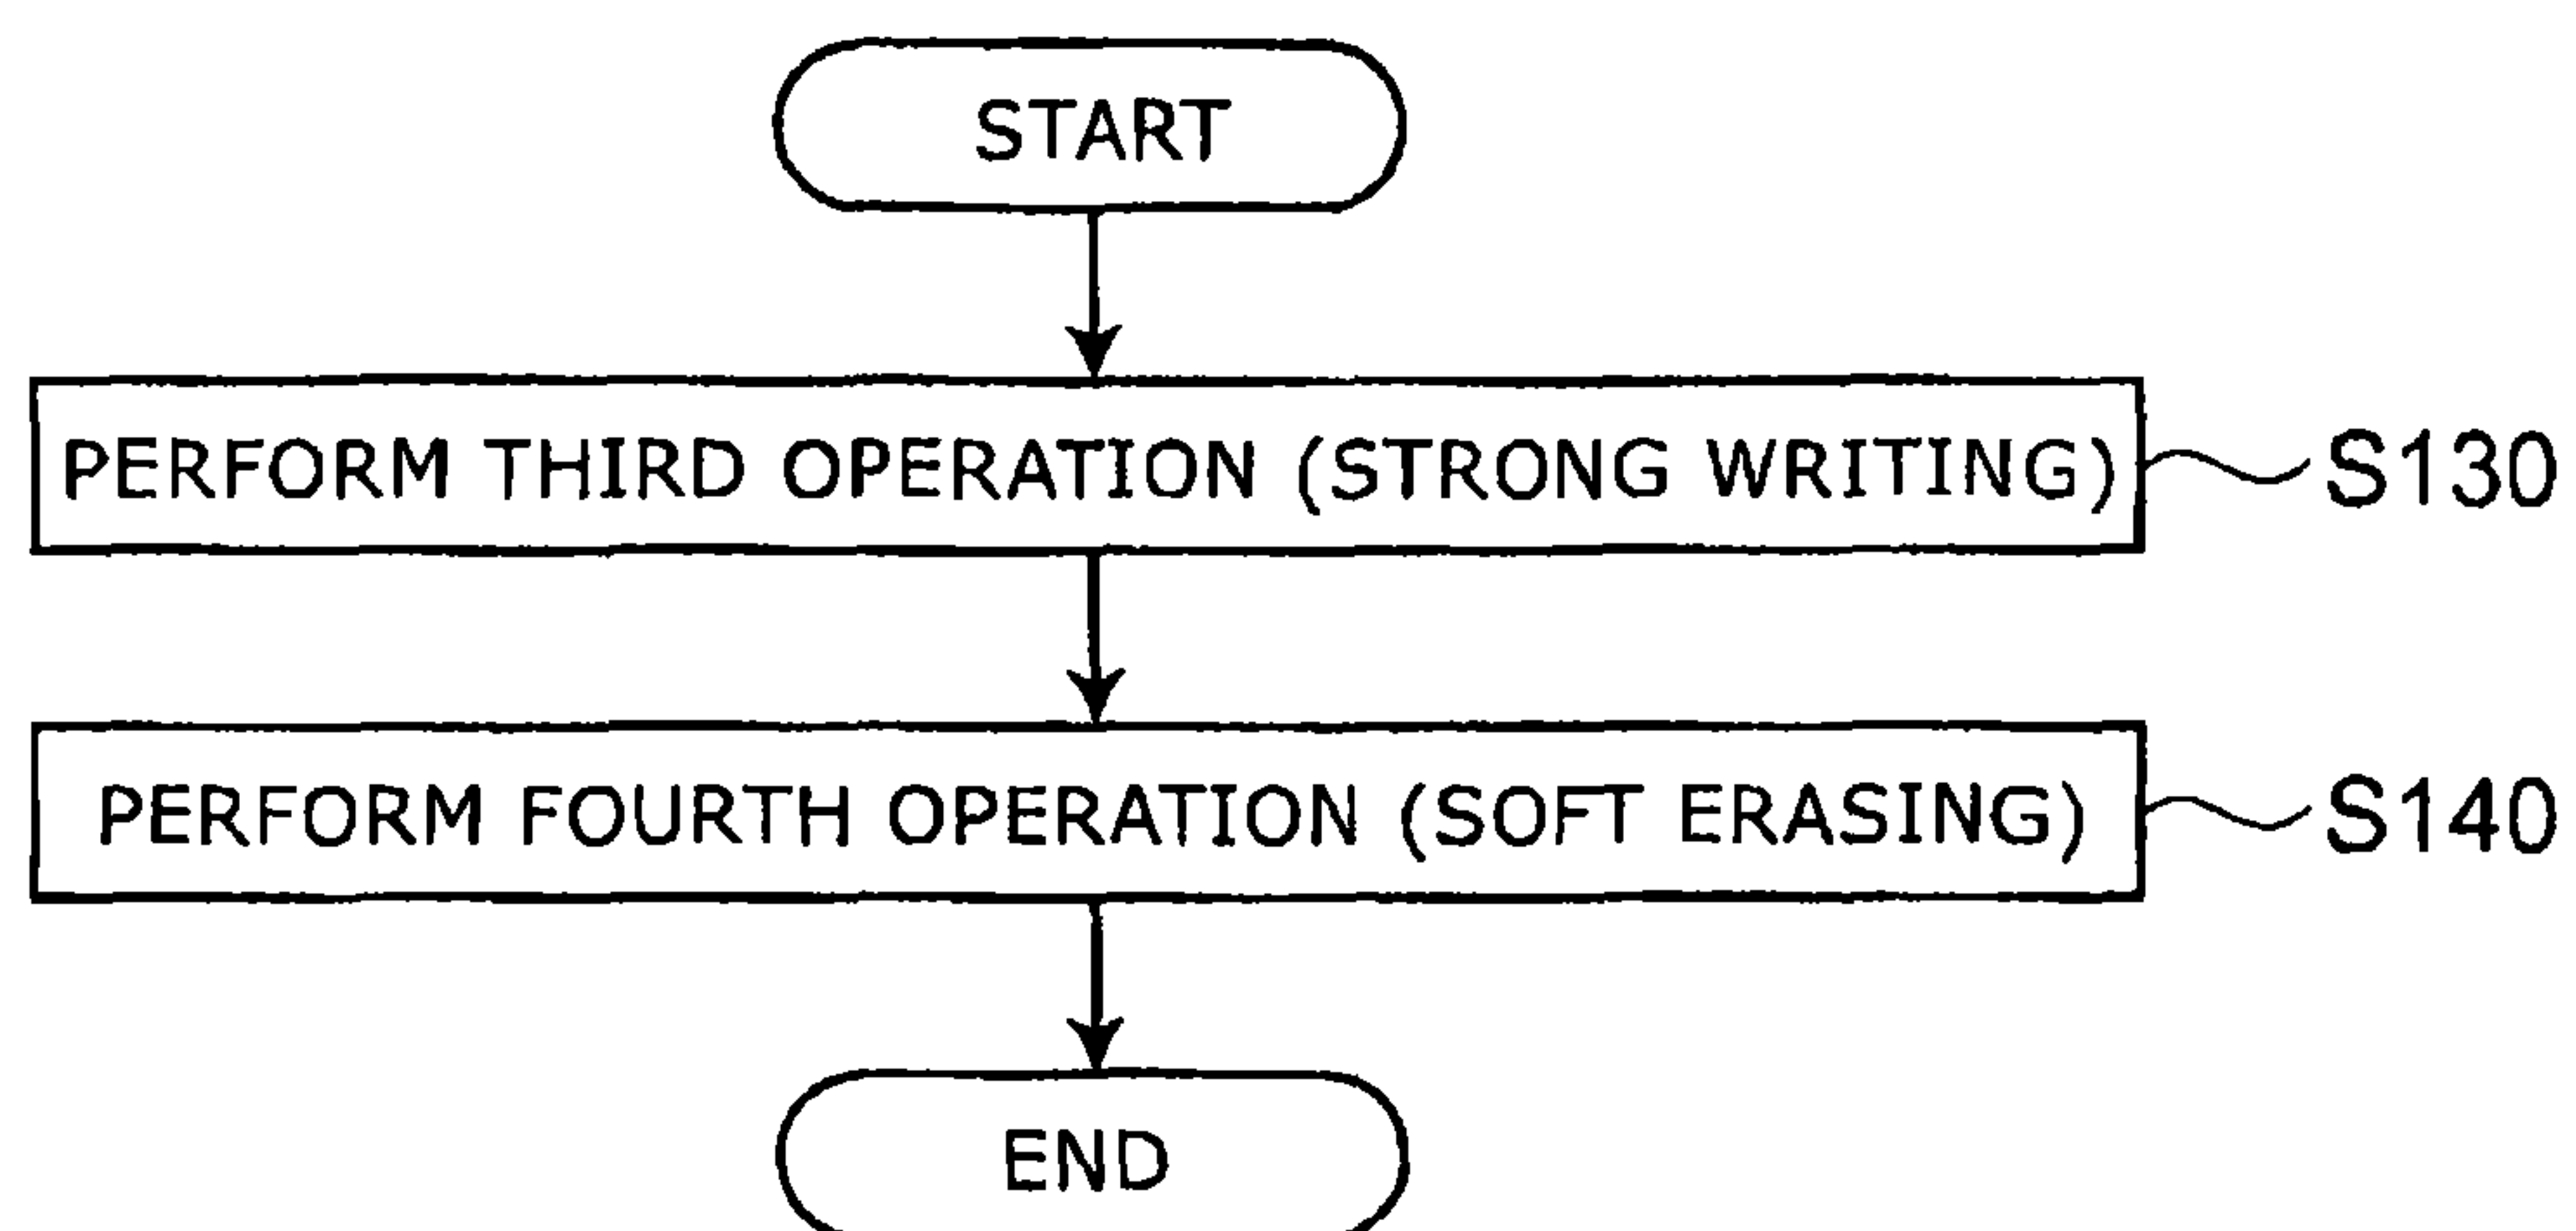 START
PERFORM THIRD OPERATION (STRONG WRITING) S130
PERFORM FOURTH OPERATION (SOFT ERASING) S140
END